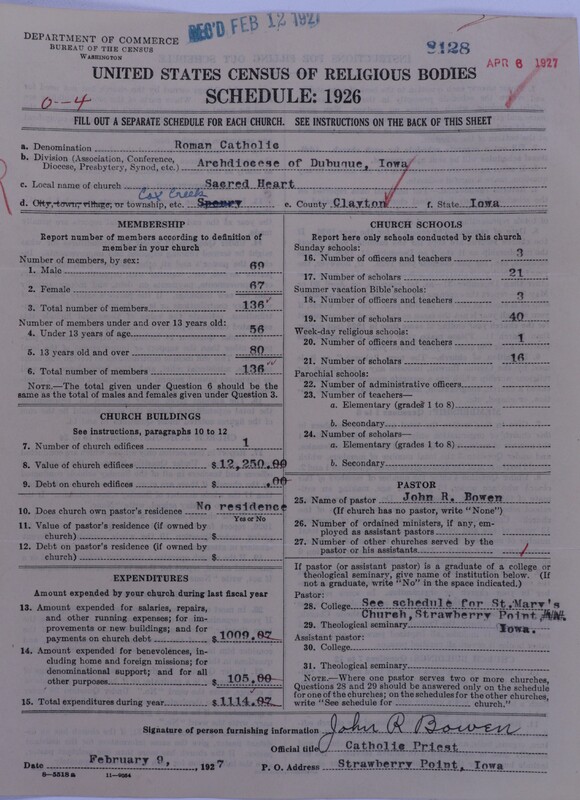 DEPARTMENT OF COMMERCE
BUREAU OF THE CENSUS
WASHINGTON
REC'D FEB 12 1927
8128
APR 6 1927
UNITED STATES CENSUS OF RELIGIOUS BODIES
SCHEDULE: 1926
0--4
FILL OUT A SEPARATE SCHEDULE FOR EACH CHURCH. SEE INSTRUCTIONS ON THE BACK OF THIS SHEET
a. Denomination Roman Catholic
b. Division (Association, Conference, Diocese, Presbytery, Synod, etc.) Archdiocese of Dubuque, Iowa
c. Local name of church Sacred Heart
Cox Creek
d. City, town, village, or township, etc. Sperry e. County Clayton f. State Iowa
MEMBERSHIP
Report number of members according to definition of
member in your church
Number of members, by sex:
1. Male 69
2. Female 67
3. Total number of members 136
Number of members under and over 13 years old:
4. Under 13 years of age 56
5. 13 years old and over 80
6. Total number of members 136
NOTE.—The total given under Question 6 should be
same as the total of males and females given under Question 3.
CHURCH BUILDINGS
See instructions, paragraphs 10 to 12
7. Number of church edifices 1
8. Value of church edifices $12,250.00
9. Debt on church edifices $ .00
10. Does church own pastor's residence No residence
Yes or No
11. Value of pastor's residence (if owned by
church) $
12. Debt on pastor's residence (if owned by
church) $
EXPENDITURES
Amount expended by your church during last fiscal year
13. Amount expended for salaries, repairs,
and other running expenses; for im-
provements or new buildings; and for
payments on church debt $1009.07
14. Amount expended for benevolences, in-
cluding home and foreign missions; for
denominational support; and for all
other purposes $105.00
15. Total expenditures during year $1114.07
CHURCH SCHOOLS
Report here only schools conducted by this church
Sunday schools:
16. Number of officers and teachers 3
17. Number of scholars 21
Summer vacation Bible schools:
18. Number of officers and teachers 3
19. Number of scholars 40
Week-day religious schools:
20. Number of officers and teachers 1
21. Number of scholars 16
Parochial schools:
22. Number of administrative officers
23. Number of teachers—
a. Elementary (grades 1 to 8)
b. Secondary
24. Number of scholars—
a. Elementary (grades 1 to 8)
b. Secondary
PASTOR
25. Name of pastor John R. Bowen
(If church has no pastor, write "None")
26. Number of ordained ministers, if any, em-
ployed as assistant pastors
27. Number of other churches served by the
pastor or his assistants 1
If pastor (or assistant pastor) is a graduate of a college or
theological seminary, give name of institution below. (If
not a graduate, write "No" in the space indicated.)
Pastor:
28. College See schedule for St.Mary's
Church, Strawberry Point
29. Theological seminary Iowa.
Assistant pastor:
30. College
31. Theological seminary
NOTE.—Where one pastor serves two or more churches,
Questions 28 and 29 should be answered only on the schedule
for one of the churches; on the schedules for the other churches,
write "See schedule for church."
Signature of person furnishing information John R Bowen
Official title Catholic Priest
Date February 9, 1927 P. O. Address Strawberry Point, Iowa
8—5518a 11—9064